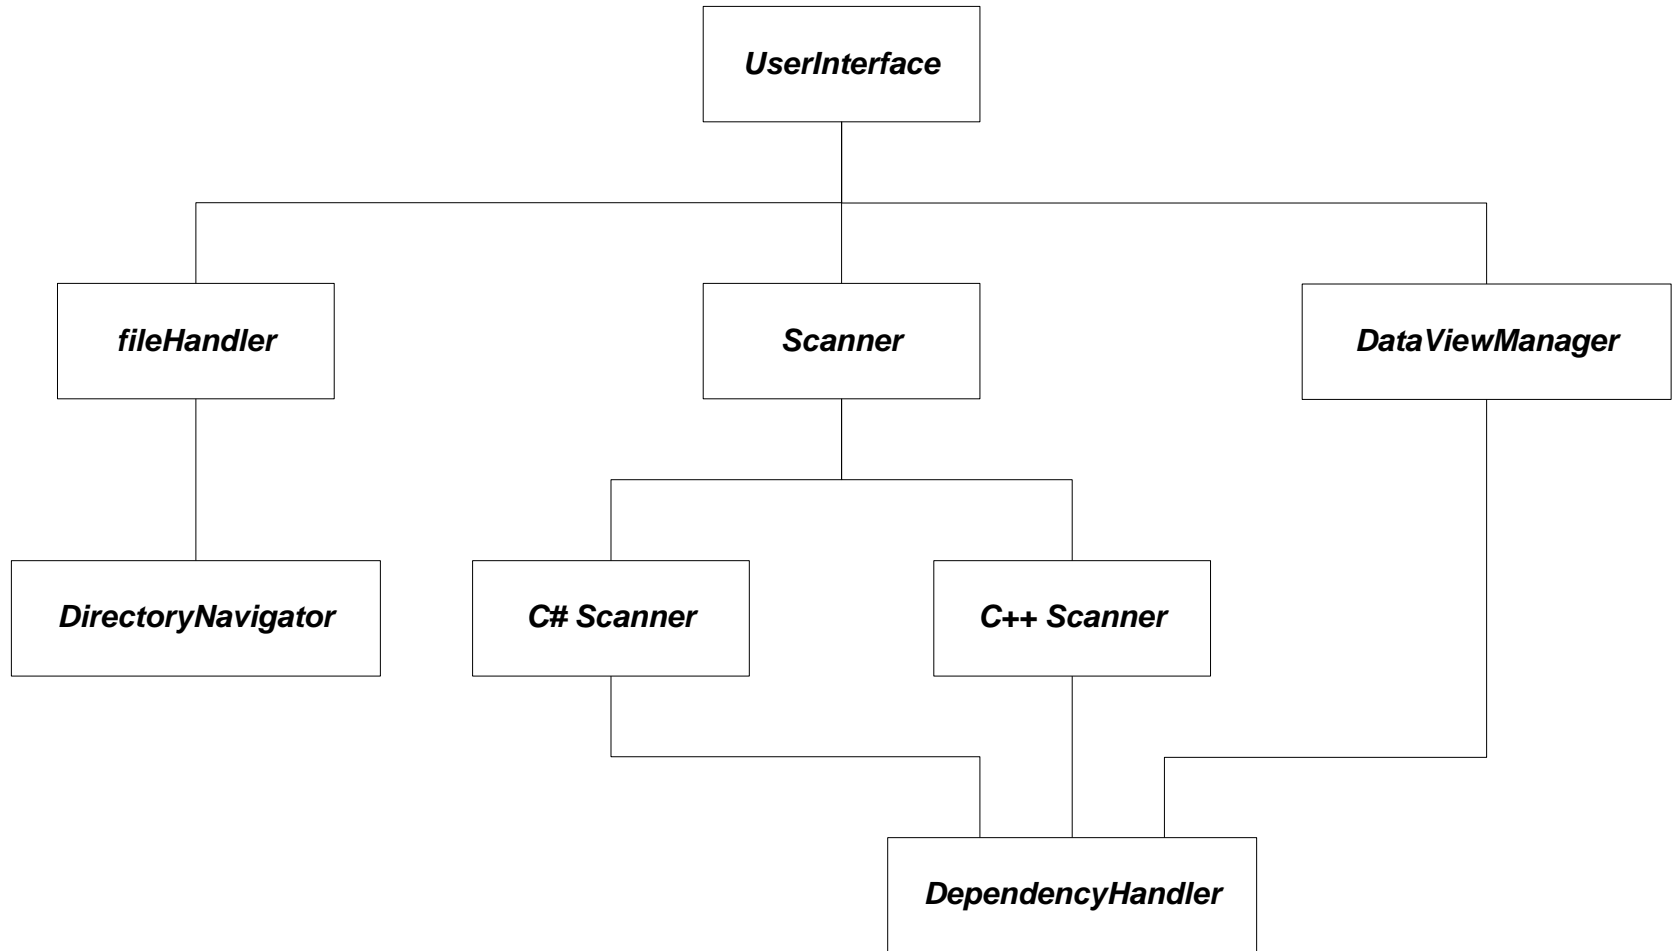 UserInterface
fileHandler
Scanner
DataViewManager
DirectoryNavigator
C# Scanner
C++ Scanner
DependencyHandler